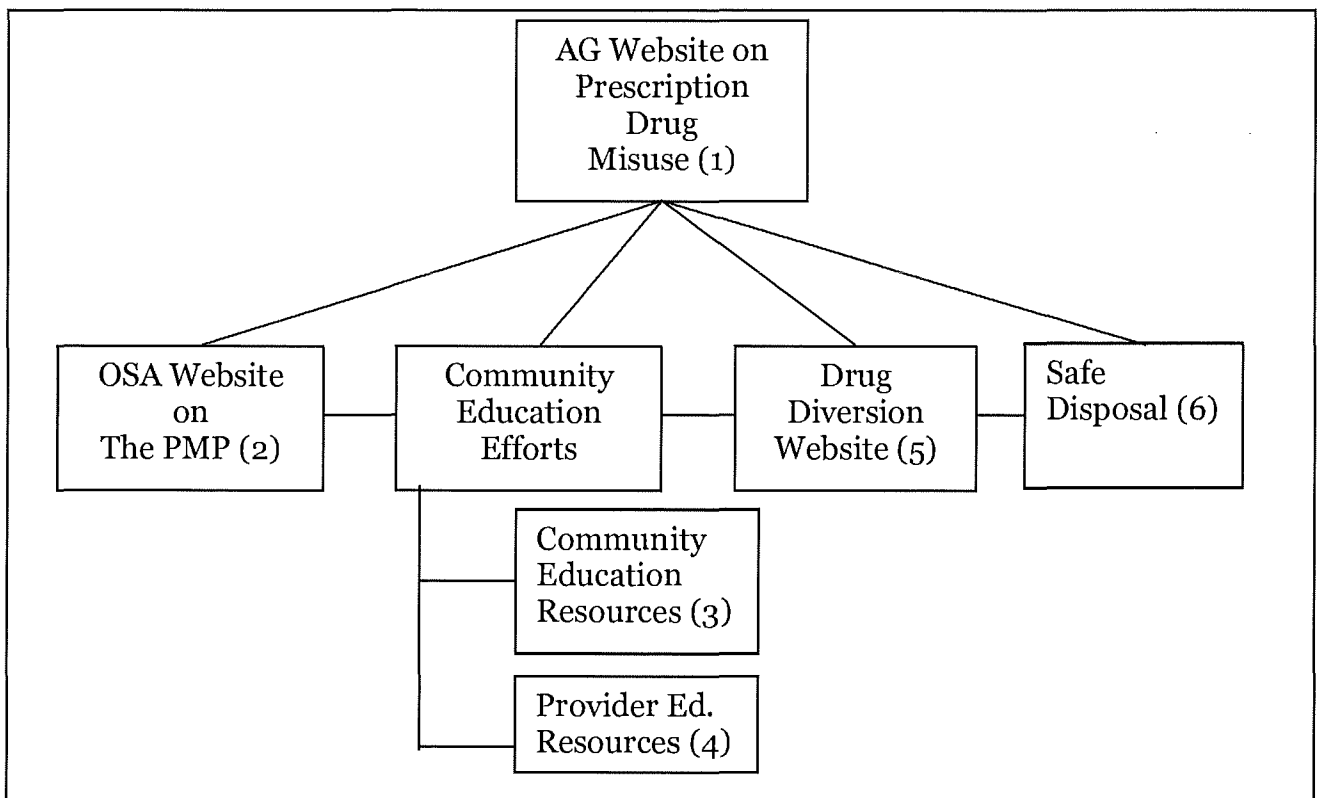 AG Website on
Prescription
Drug
Misuse (1)
OSA Website
on
The PMP (2)
Community
Education
Efforts
Drug
Diversion
Website (5)
Safe
Disposal (6)
Community
Education
Resources (3)
Provider Ed.
Resources (4)